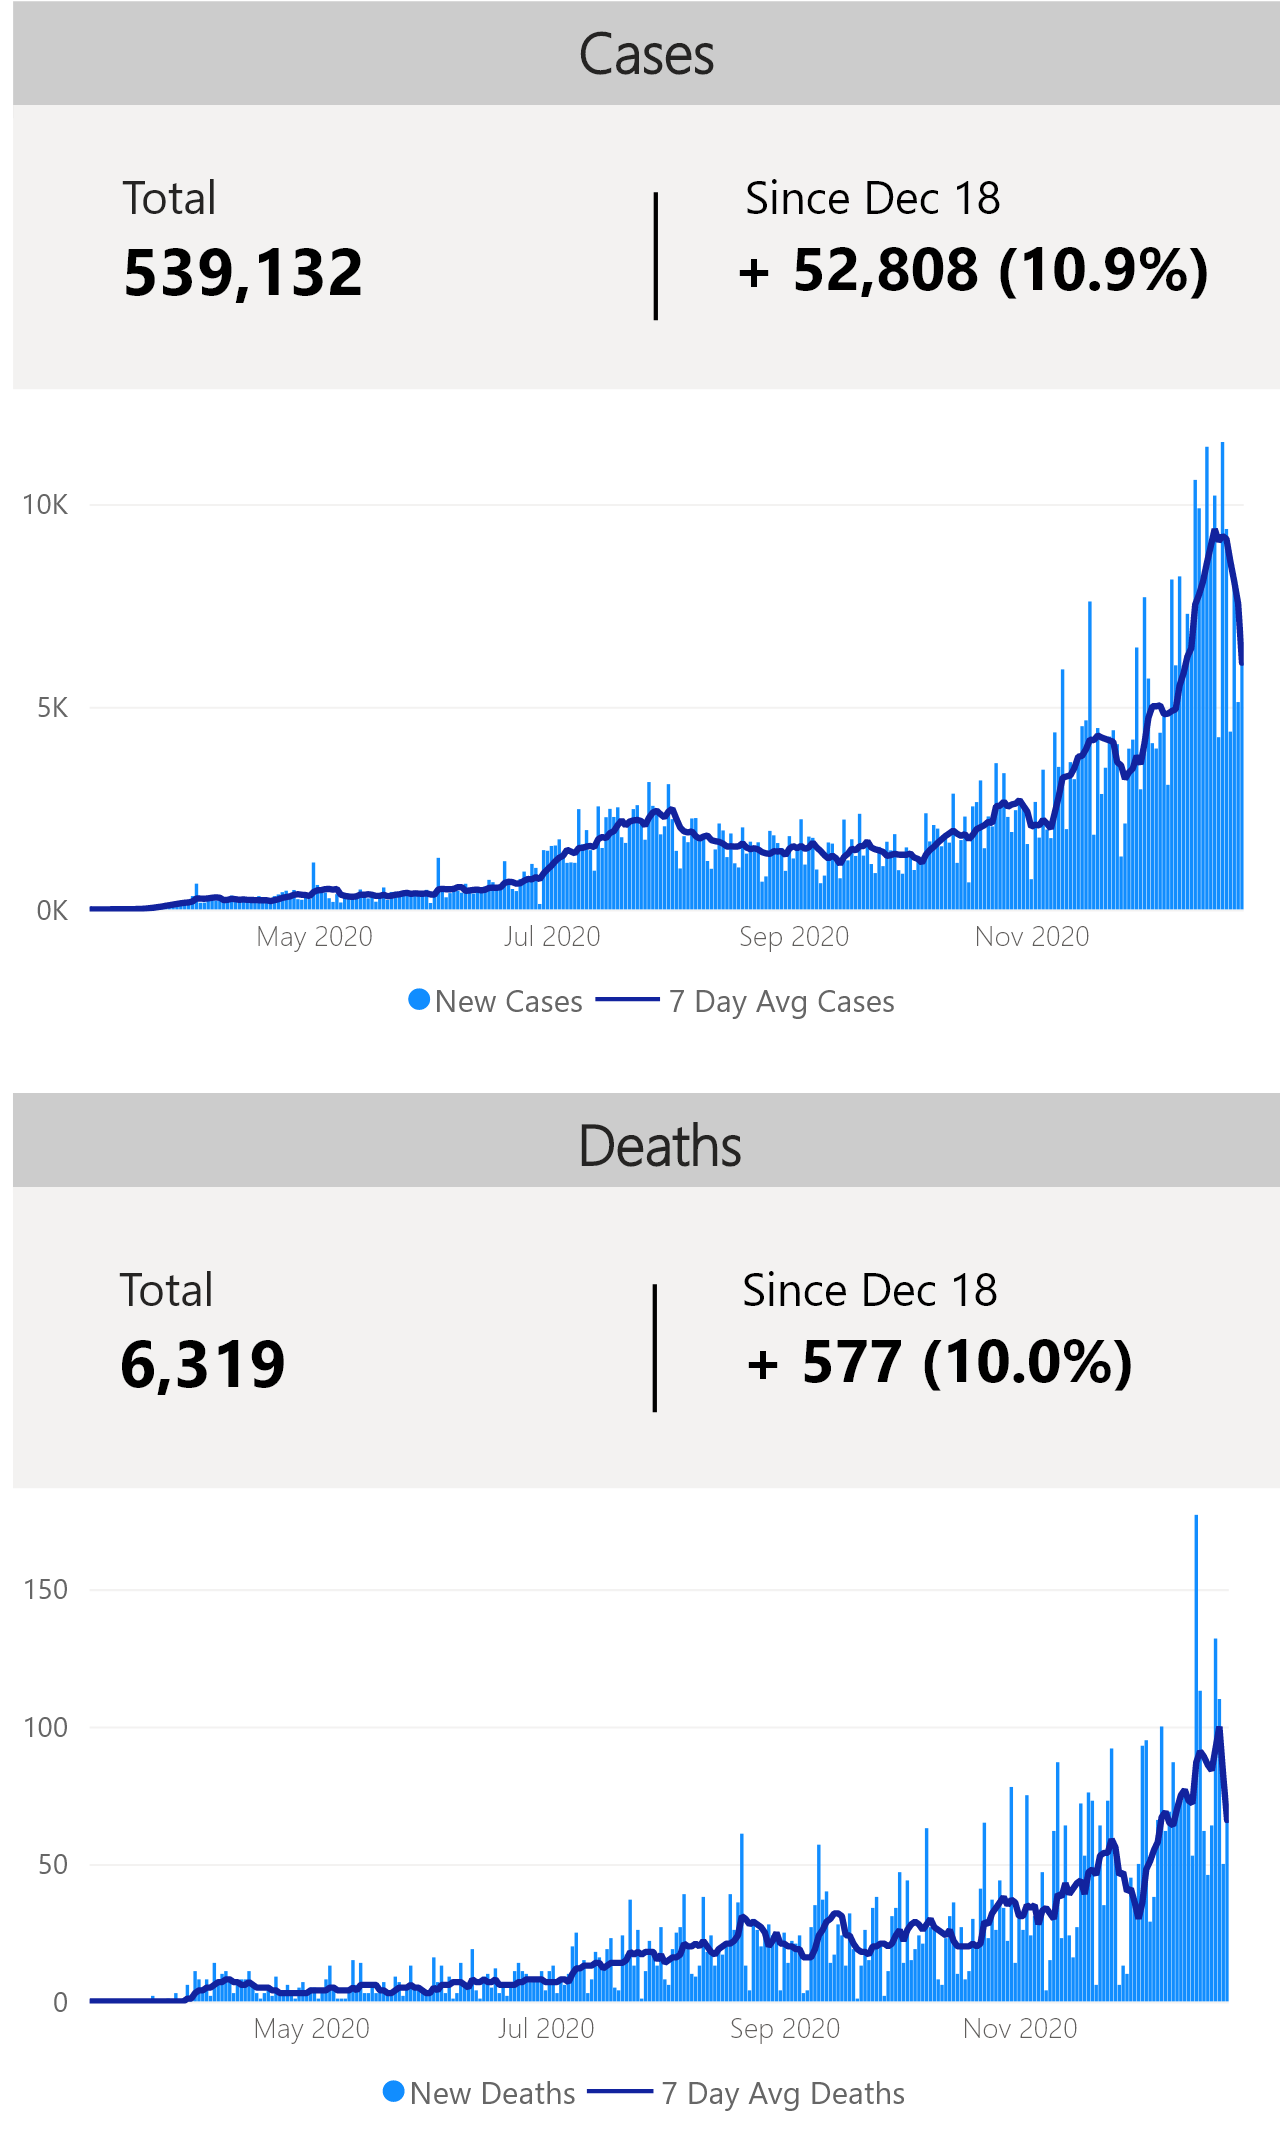 Cases
Total
Since Dec 18
539,132
+ 52,808 (10.9%)
10K
5K
0K
May 2020
Jul 2020
Sep 2020
Nov 2020
New Cases
7 Day Avg Cases
Deaths
Total
Since Dec 18
6,319
+ 577 (10.0%)
150
100
50
0
May 2020
Jul 2020
Sep 2020
Nov 2020
New Deaths
7 Day Avg Deaths